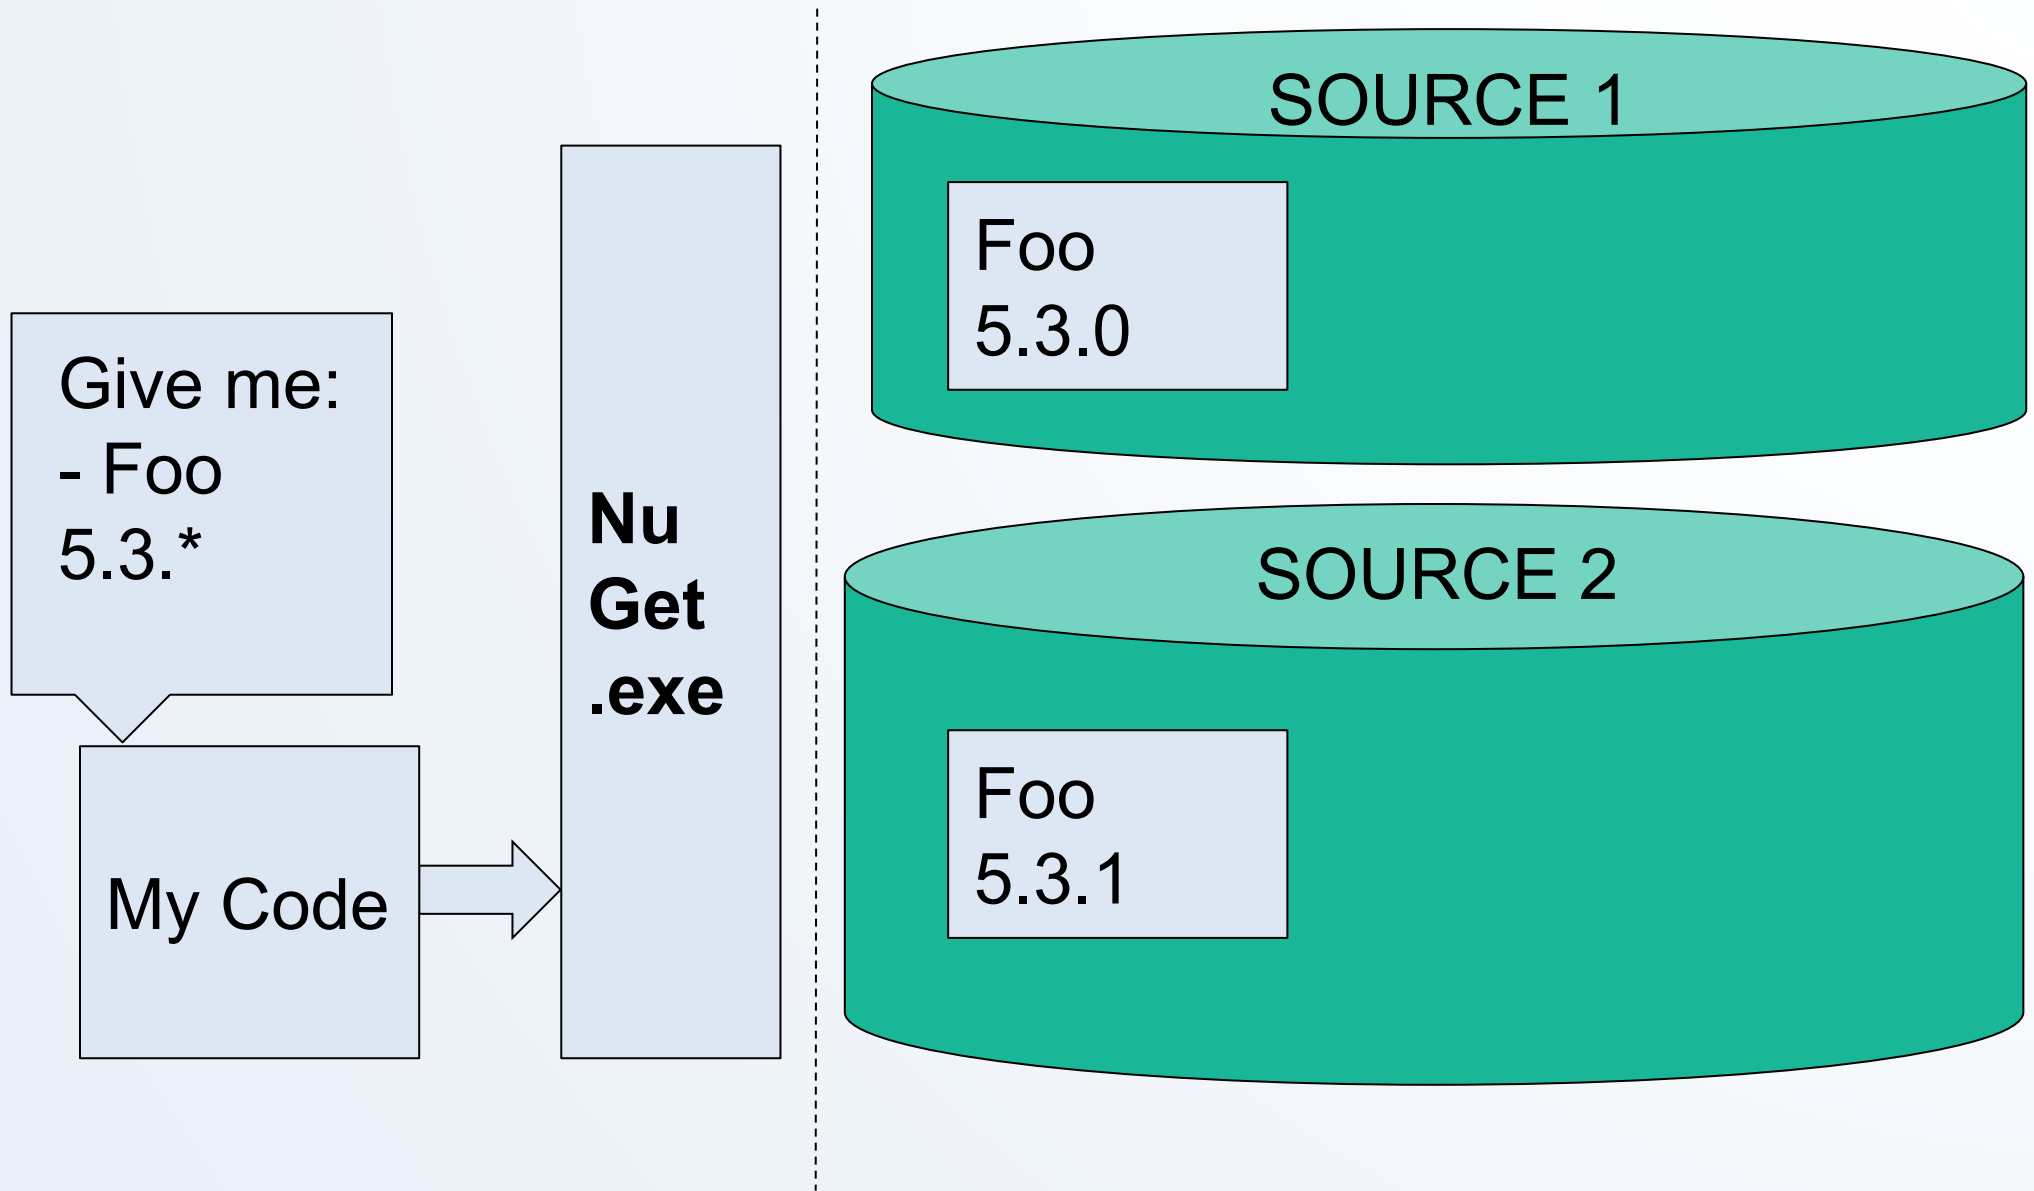 Give me:
- Foo
5.3.*
My Code
Nu
Get
.exe
SOURCE 1
Foo
5.3.0
SOURCE 2
Foo
5.3.1